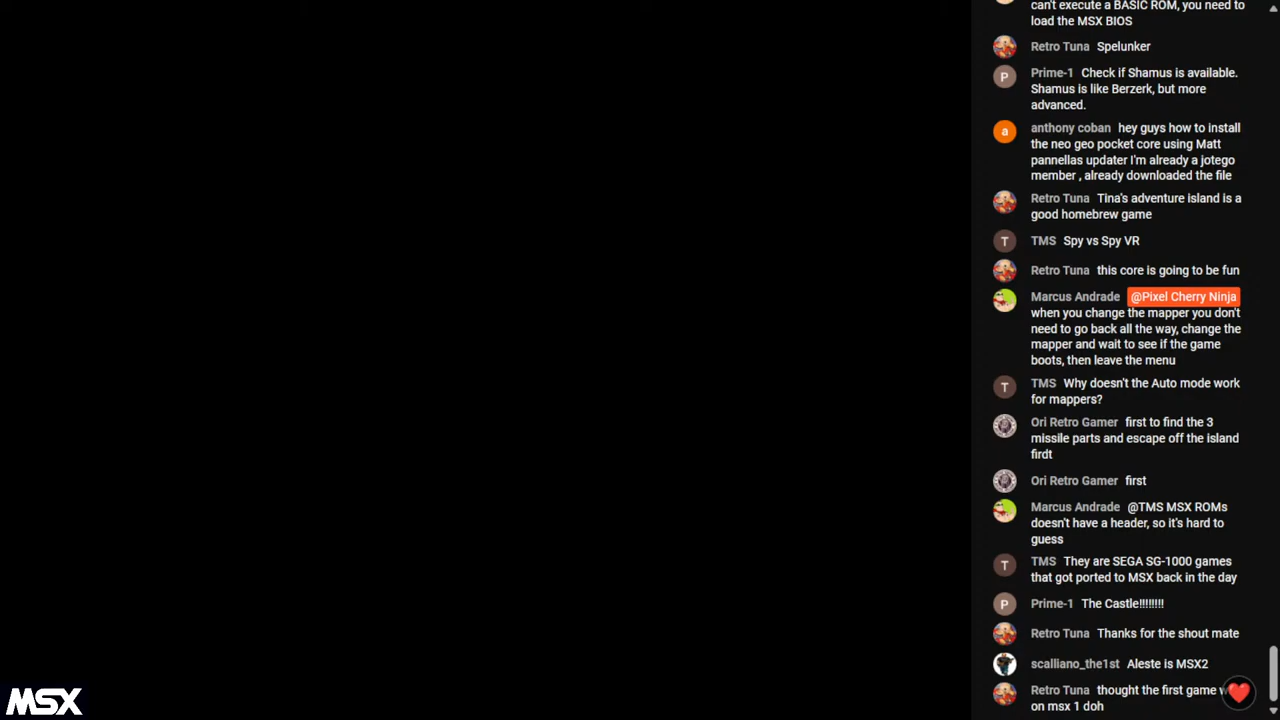 can't execute a BASIC ROM, you need to
load the MSX BIOS
Retro Tuna Spelunker
P
Prime-1 Check if Shamus is available.
Shamus is like Berzerk, but more
advanced.
a
anthony coban hey guys how to install
the neo geo pocket core using Matt
pannellas updater I'm already a jotego
member , already downloaded the file
Retro Tuna Tina's adventure island is a
good homebrew game
T
TMS Spy vs Spy VR
Retro Tuna this core is going to be fun
Marcus Andrade @Pixel Cherry Ninja
when you change the mapper you don't
need to go back all the way, change the
mapper and wait to see if the game
boots, then leave the menu
T
TMS Why doesn't the Auto mode work
for mappers?
Ori Retro Gamer first to find the 3
missile parts and escape off the island
firdt
Ori Retro Gamer first
Marcus Andrade @TMS MSX ROMs
doesn't have a header, so it's hard to
guess
T
TMS They are SEGA SG-1000 games
that got ported to MSX back in the day
P
Prime-1 The Castle!!!!!!!!
Retro Tuna Thanks for the shout mate
scalliano_the1st Aleste is MSX2
Retro Tuna thought the first game
on msx 1 doh
MSX